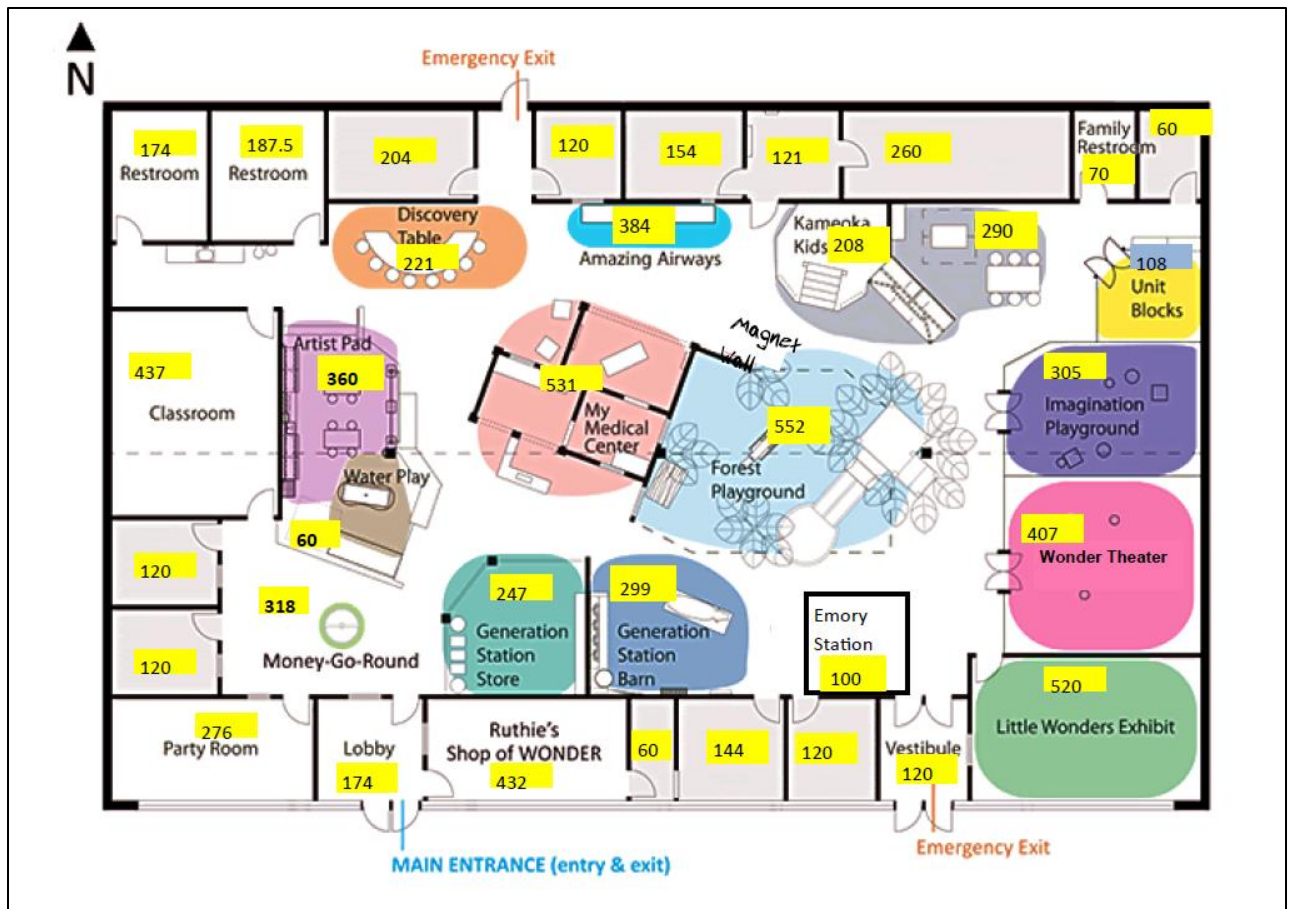 N
Emergency Exit
174
Restroom
187.5
Restroom
204
120
154
121
260
Family
Restroom
70
60
Discovery
Table
221
384
Amazing Airways
Kameoka
Kids
208
290
108
Unit
Blocks
437
Classroom
Artist Pad
360
Water Play
60
531
My
Medical
Center
Magnet
Wall
552
Forest
Playground
305
Imagination
Playground
407
Wonder Theater
120
120
318
Money-Go-Round
247
Generation
Station
Store
299
Generation
Station
Barn
Emory
Station
100
520
Little Wonders Exhibit
276
Party Room
Lobby
174
Ruthie's
Shop of WONDER
432
60
144
120
Vestibule
120
MAIN ENTRANCE (entry & exit)
Emergency Exit